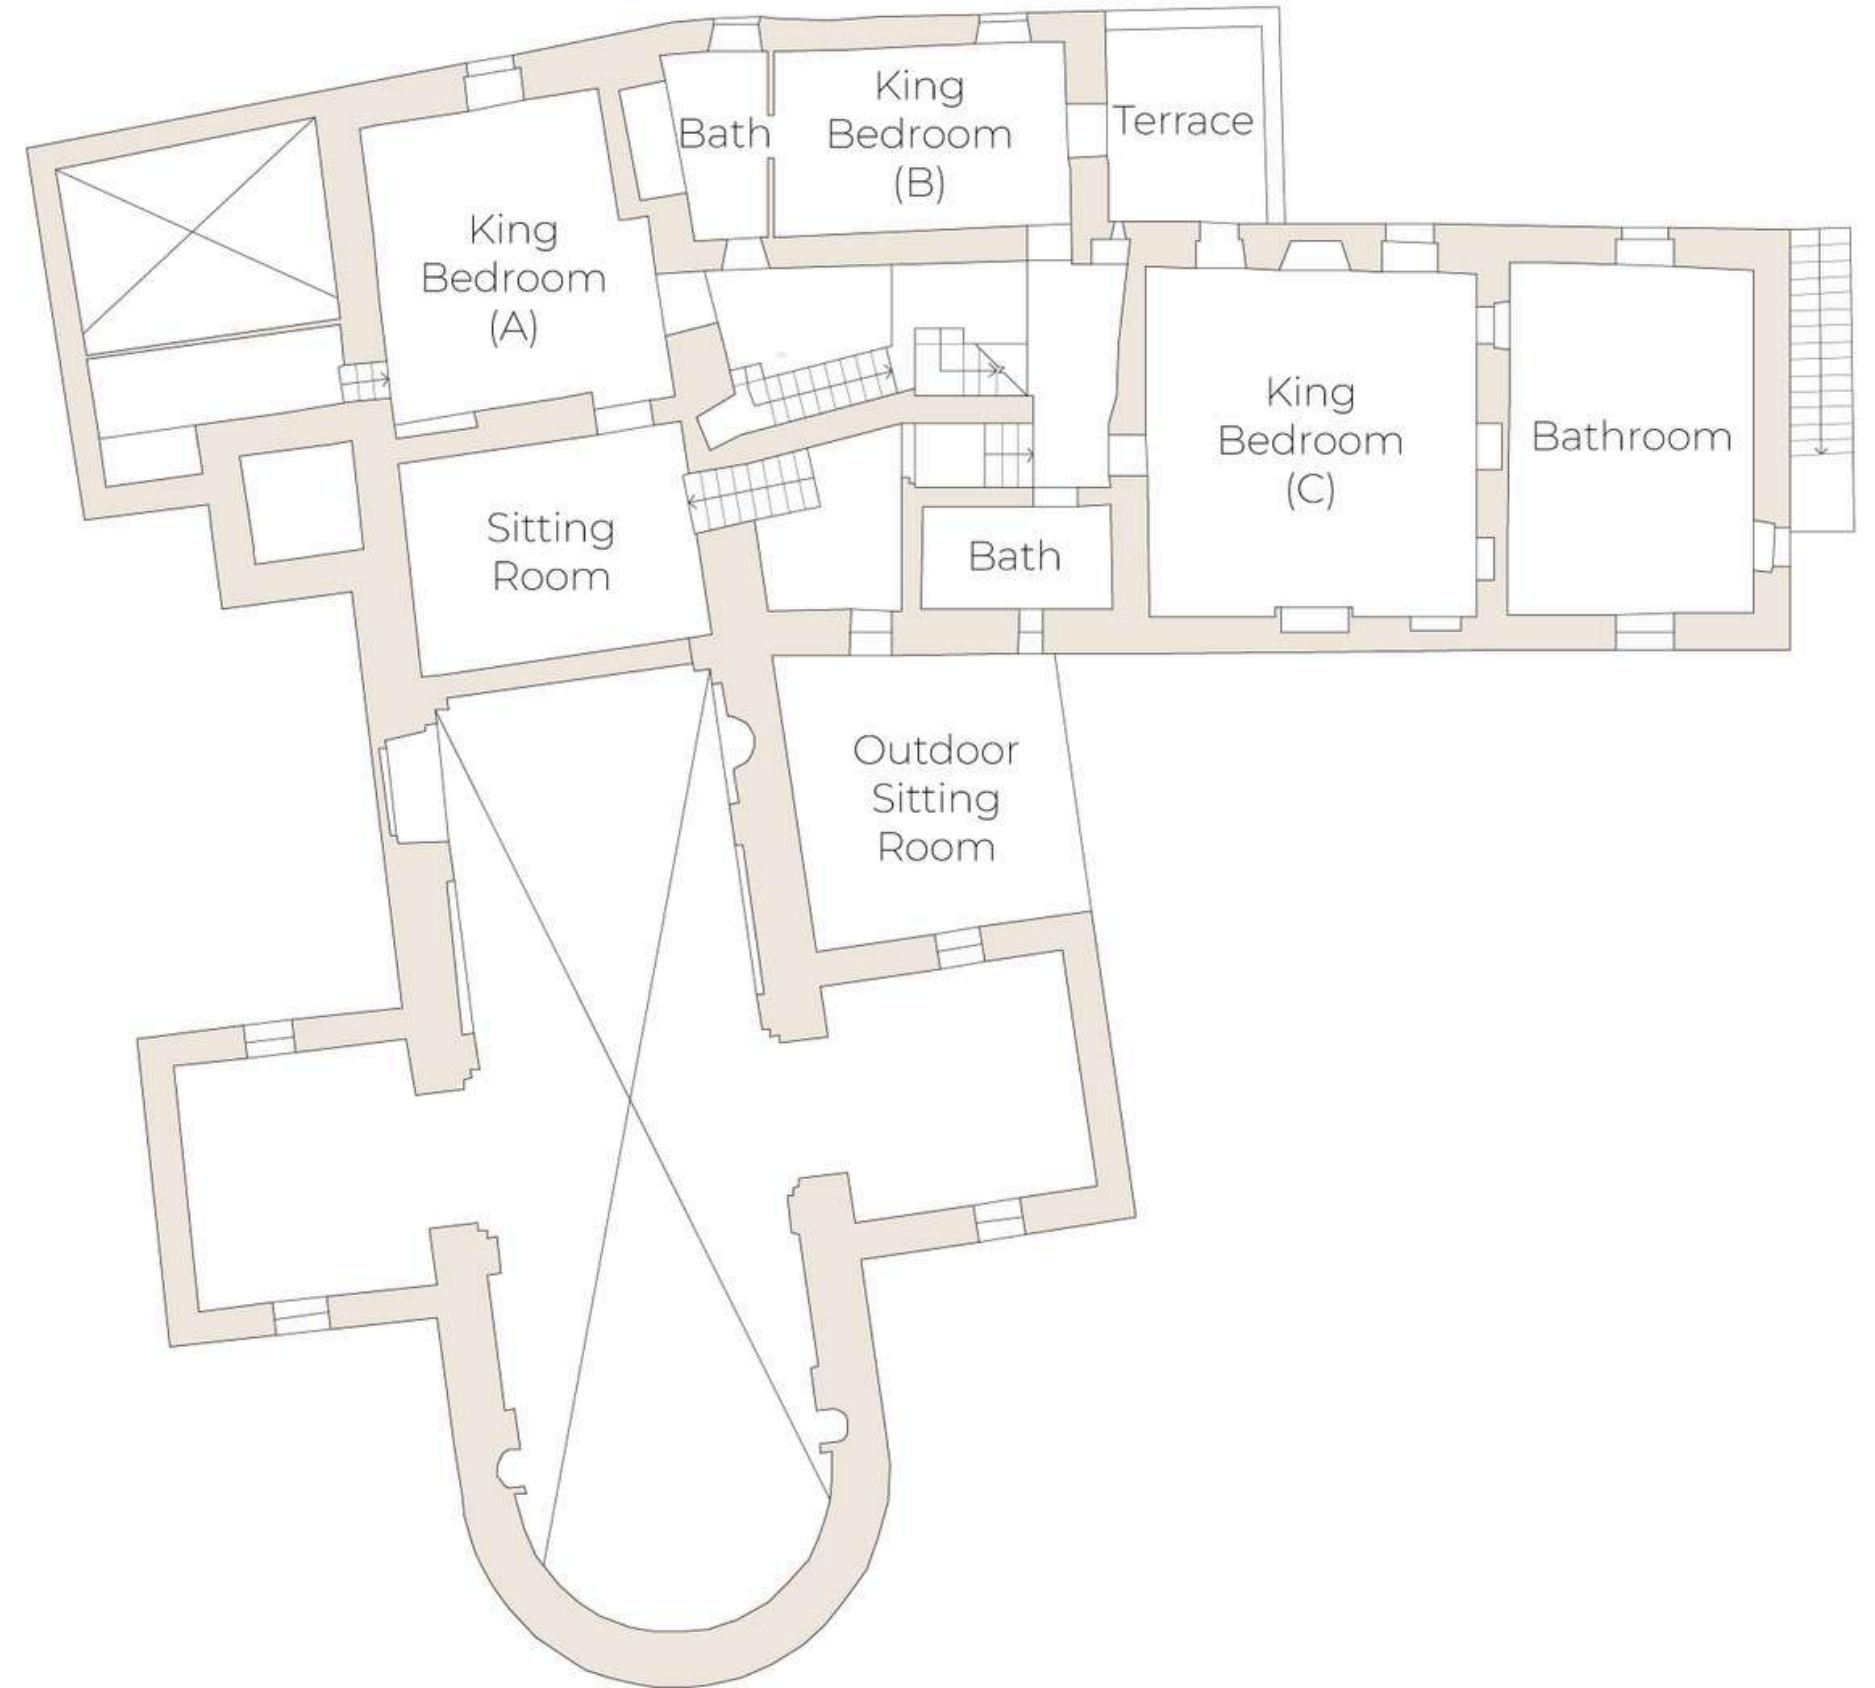 King
Bedroom
(A)
Bath
King
Bedroom
(B)
Terrace
King
Bedroom
(C)
Bathroom
Sitting
Room
Bath
Outdoor
Sitting
Room